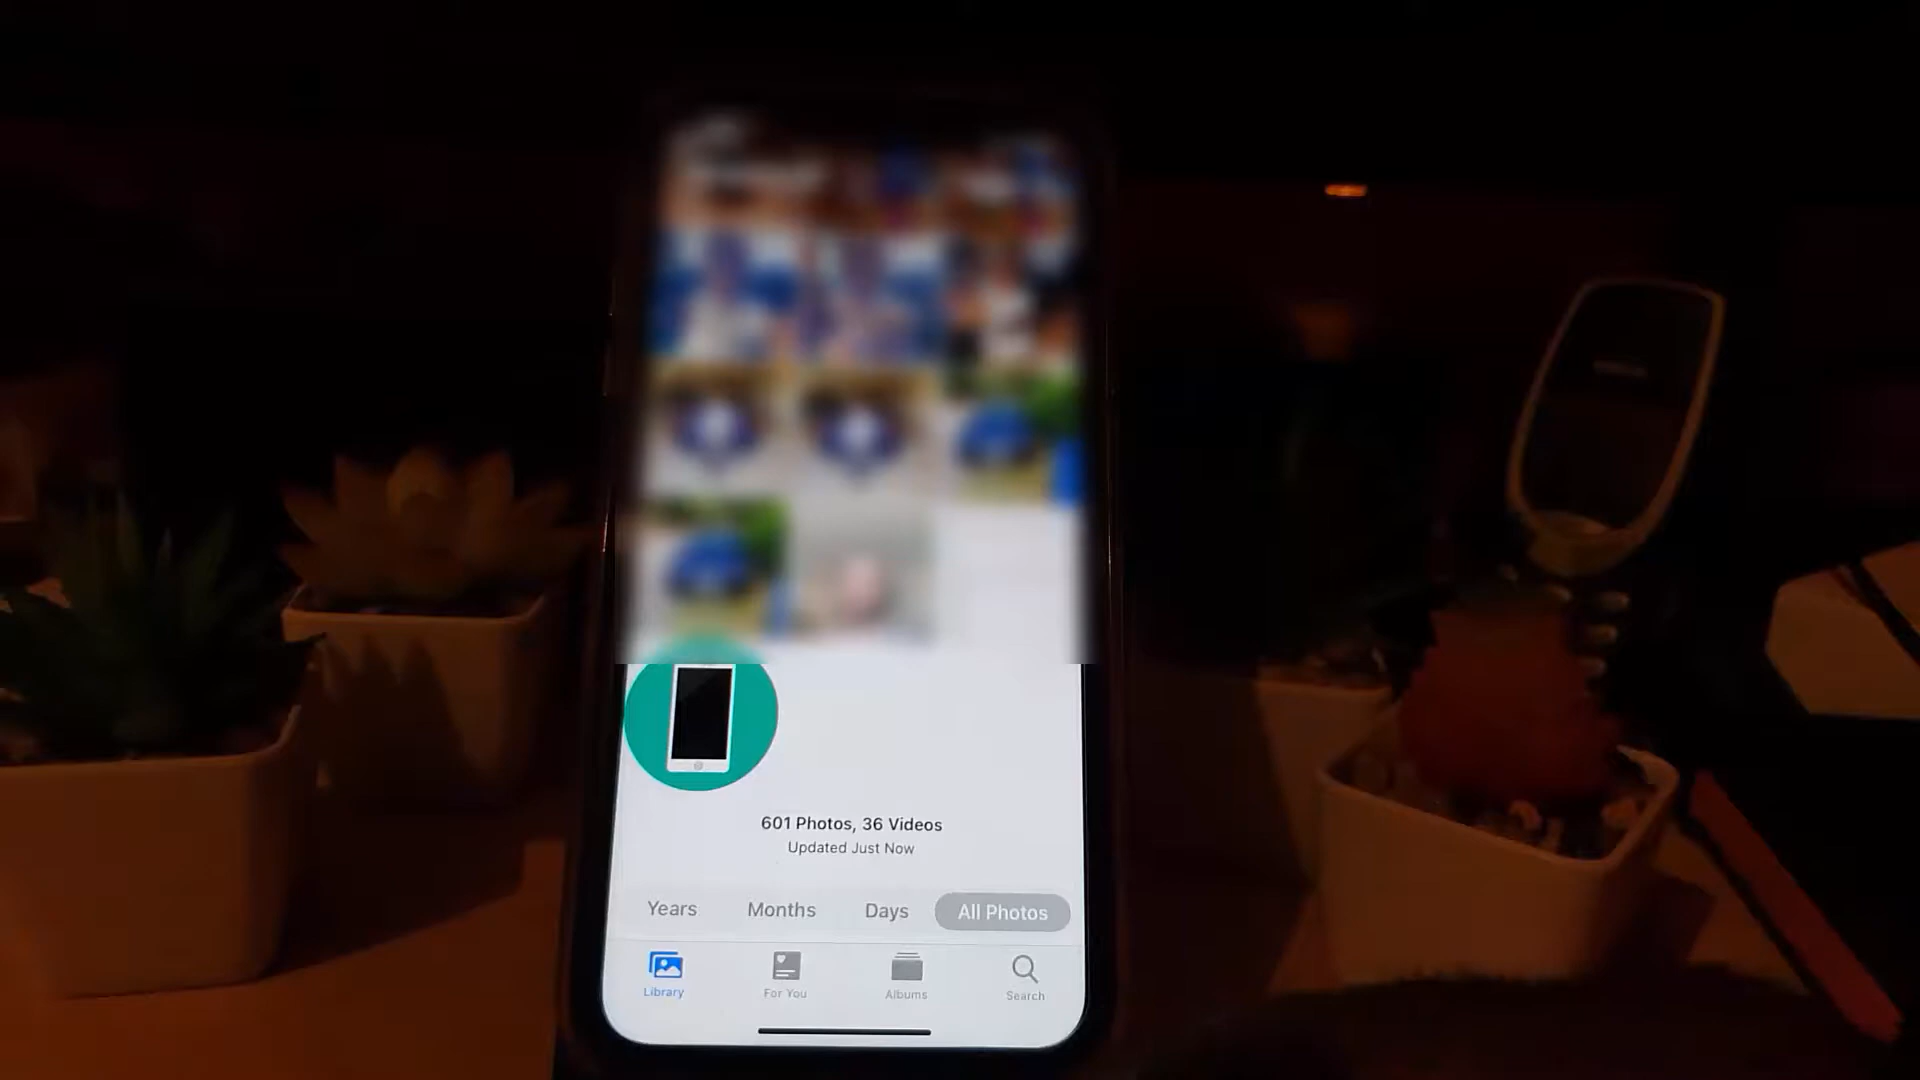 601 Photos, 36 Videos
Updated Just Now
Years Months Days All Photos
Library For You Albums Search